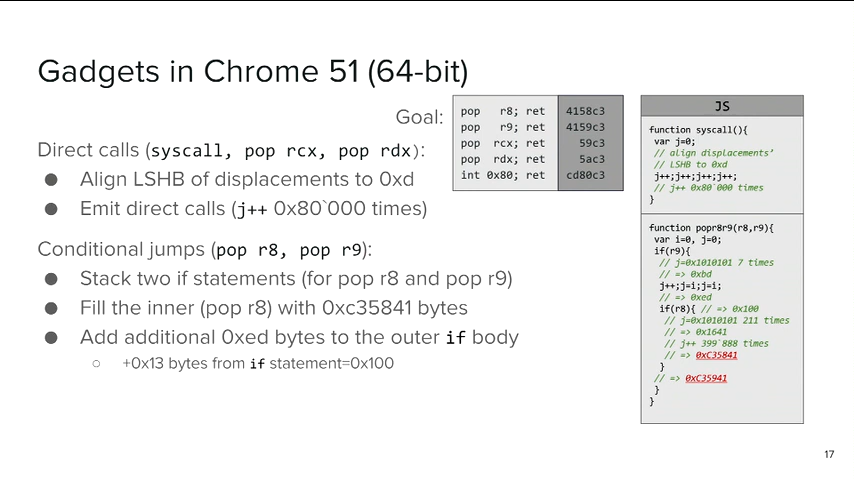 Gadgets in Chrome 51 (64-bit)
Goal:
pop r8; ret 4158c3
pop r9; ret 4159c3
pop rcx; ret 59c3
pop rdx; ret 5ac3
int 0x80; ret cd80c3
Direct calls (syscall, pop rcx, pop rdx):
● Align LSHB of displacements to 0xd
● Emit direct calls (j++ 0x80`000 times)
Conditional jumps (pop r8, pop r9):
● Stack two if statements (for pop r8 and pop r9)
● Fill the inner (pop r8) with 0xc35841 bytes
● Add additional 0xed bytes to the outer if body
○ +0x13 bytes from if statement=0x100
JS
function syscall(){
var j=0;
// align displacements'
// LSHB to 0xd
j++;j++;j++;j++;
// j++ 0x80`000 times
}
function popr8r9(r8,r9){
var i=0, j=0;
if(r9){
// j=0x1010101 7 times
// => 0xbd
j++;j=i;j=i;
// => 0xed
if(r8){ // => 0x100
// j=0x1010101 211 times
// => 0x1641
// j++ 399`888 times
// => 0xC35841
}
// => 0xC35941
}
}
17